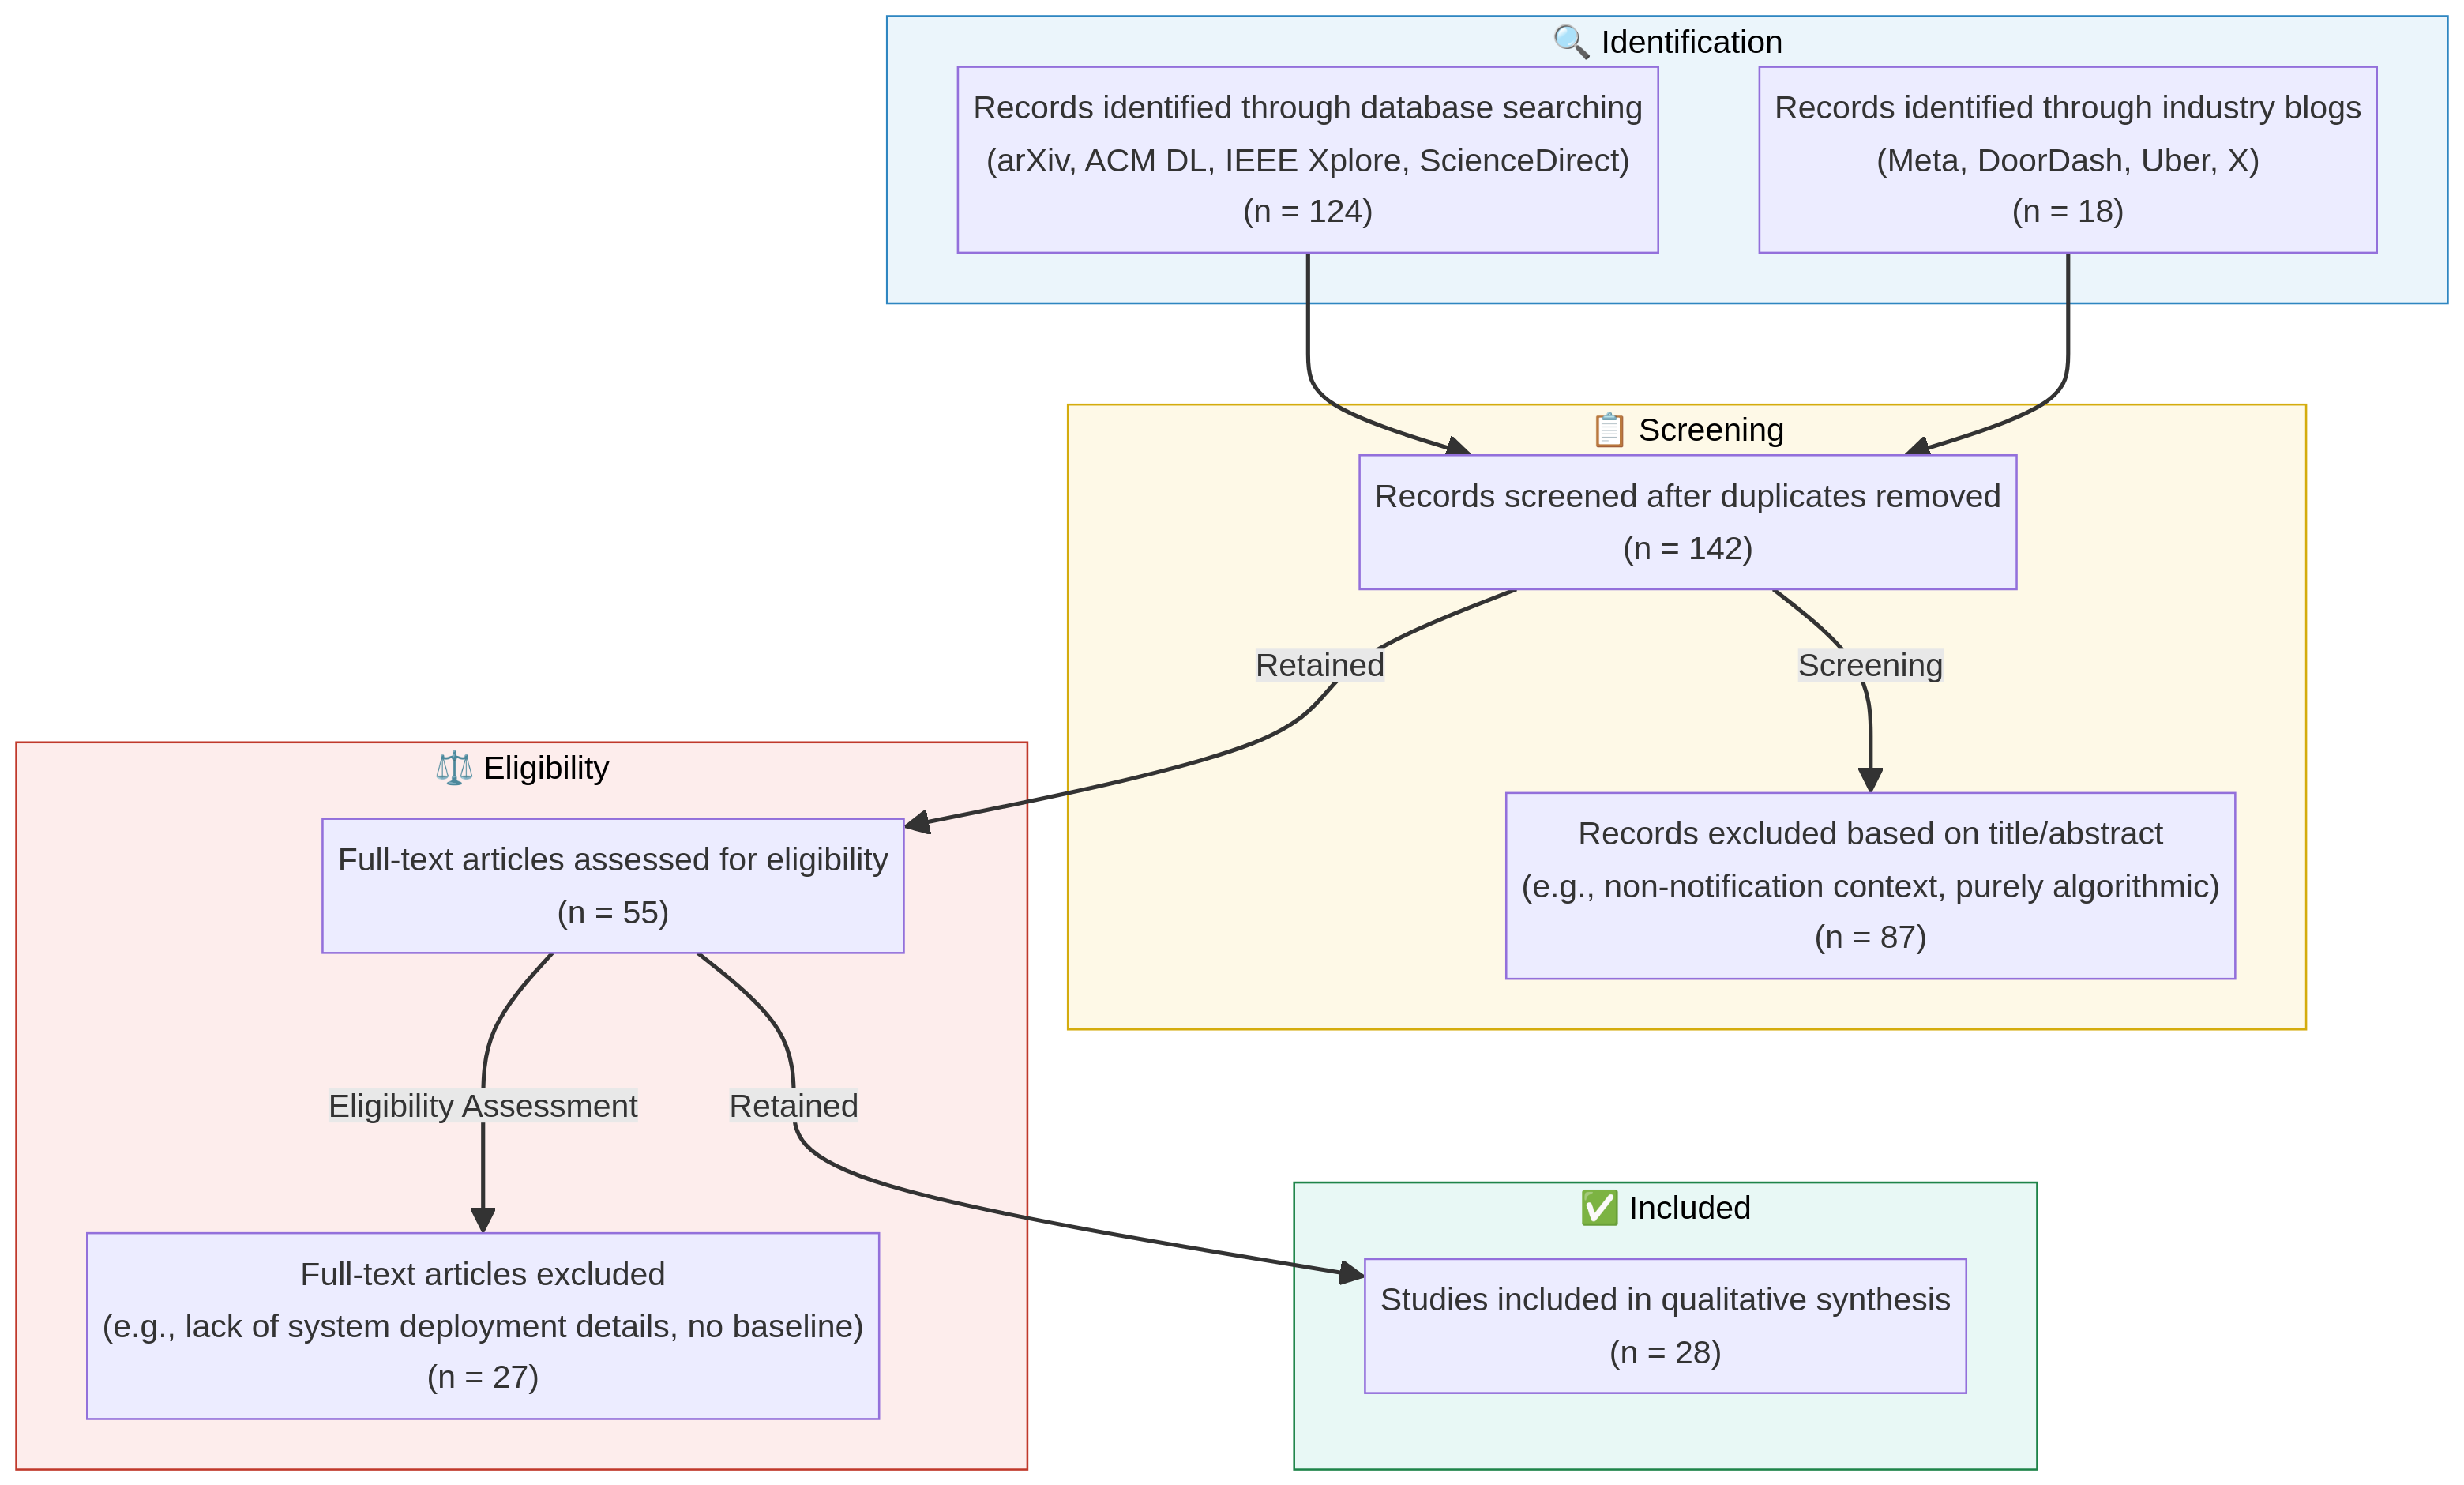 🔍 Identification
Records identified through database searching
(arXiv, ACM DL, IEEE Xplore, ScienceDirect)
(n = 124)
Records identified through industry blogs
(Meta, DoorDash, Uber, X)
(n = 18)
📋 Screening
Records screened after duplicates removed
(n = 142)
Retained
Screening
Records excluded based on title/abstract
(e.g., non-notification context, purely algorithmic)
(n = 87)
⚖️ Eligibility
Full-text articles assessed for eligibility
(n = 55)
Eligibility Assessment
Retained
Full-text articles excluded
(e.g., lack of system deployment details, no baseline)
(n = 27)
✅ Included
Studies included in qualitative synthesis
(n = 28)